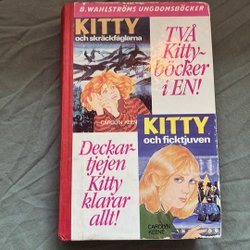 B. WAHLSTRÖMS UNGDOMSBÖCKER
KITTY
och skräckfåglarna
CAROLYN KEENE
TVÅ
Kitty-
böcker
i EN!
Deckar-
tjejen
Kitty
klarar
allt!
KITTY
och ficktjuven
CAROLYN
KEENE